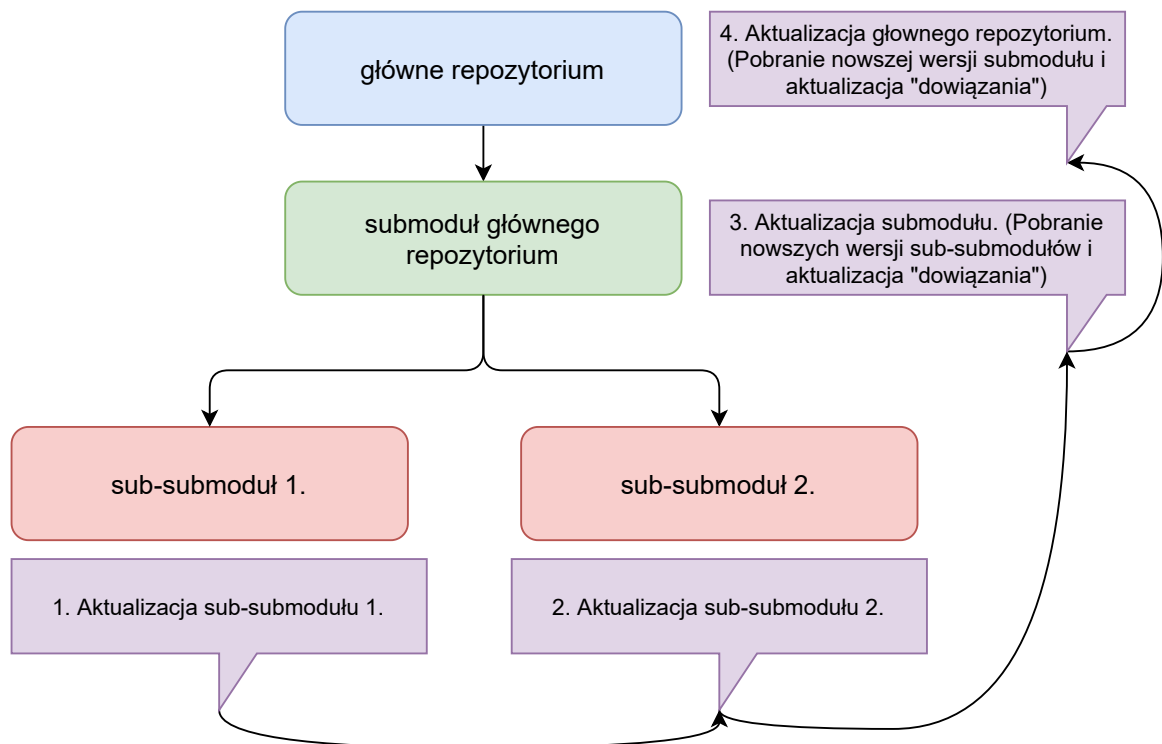 główne repozytorium
4. Aktualizacja głownego repozytorium.
(Pobranie nowszej wersji submodułu i
aktualizacja "dowiązania")
submoduł głównego
repozytorium
3. Aktualizacja submodułu. (Pobranie
nowszych wersji sub-submodułów i
aktualizacja "dowiązania")
sub-submoduł 1.
sub-submoduł 2.
1. Aktualizacja sub-submodułu 1.
2. Aktualizacja sub-submodułu 2.